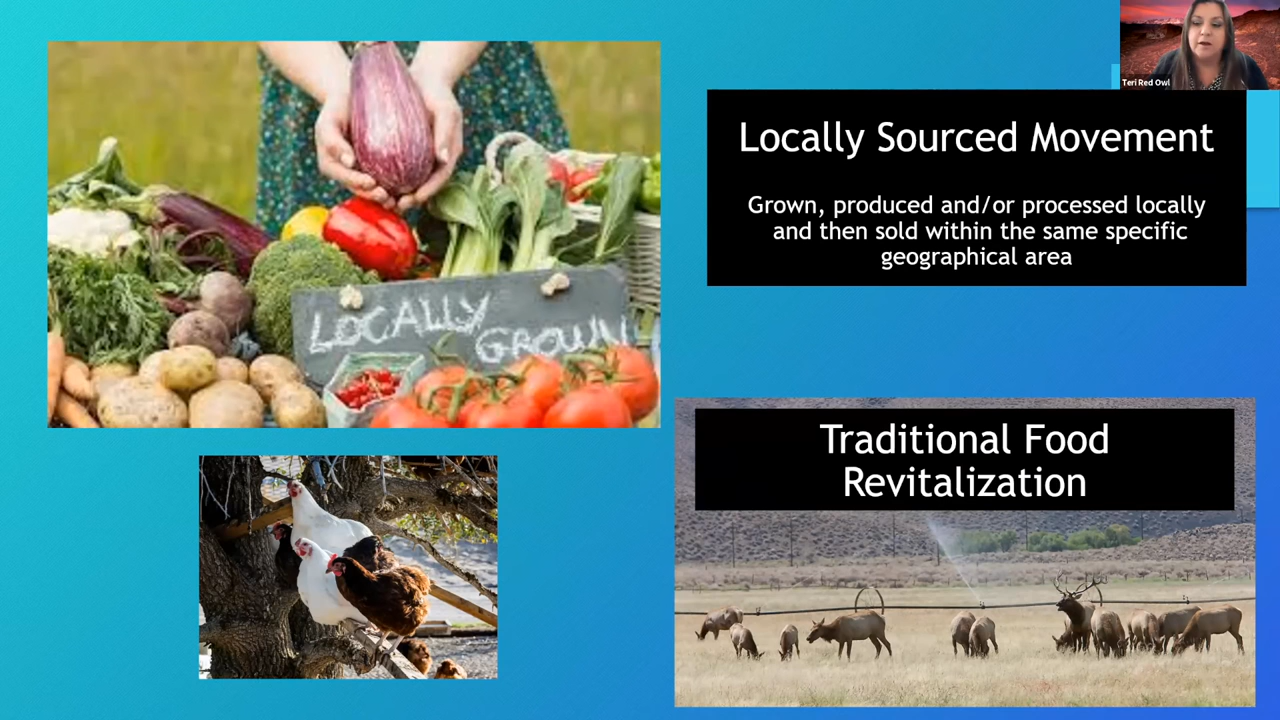 Teri Red Owl
Locally Sourced Movement
Grown, produced and/or processed locally
and then sold within the same specific
geographical area
LOCALLY
GROWN
Traditional Food
Revitalization